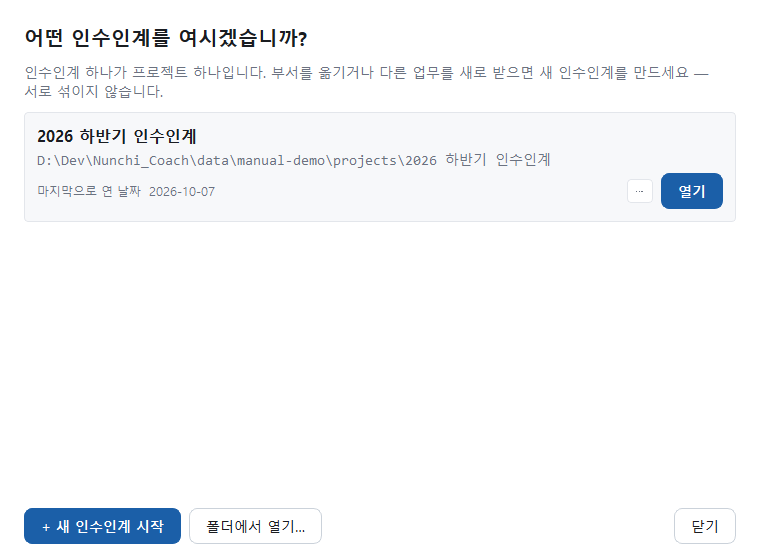 어떤 인수인계를 여시겠습니까?
인수인계 하나가 프로젝트 하나입니다. 부서를 옮기거나 다른 업무를 새로 받으면 새 인수인계를 만드세요 —
서로 섞이지 않습니다.
2026 하반기 인수인계
D:\Dev\Nunchi_Coach\data\manual-demo\projects\2026 하반기 인수인계
마지막으로 연 날짜 2026-10-07
...
열기
+ 새 인수인계 시작
폴더에서 열기...
닫기